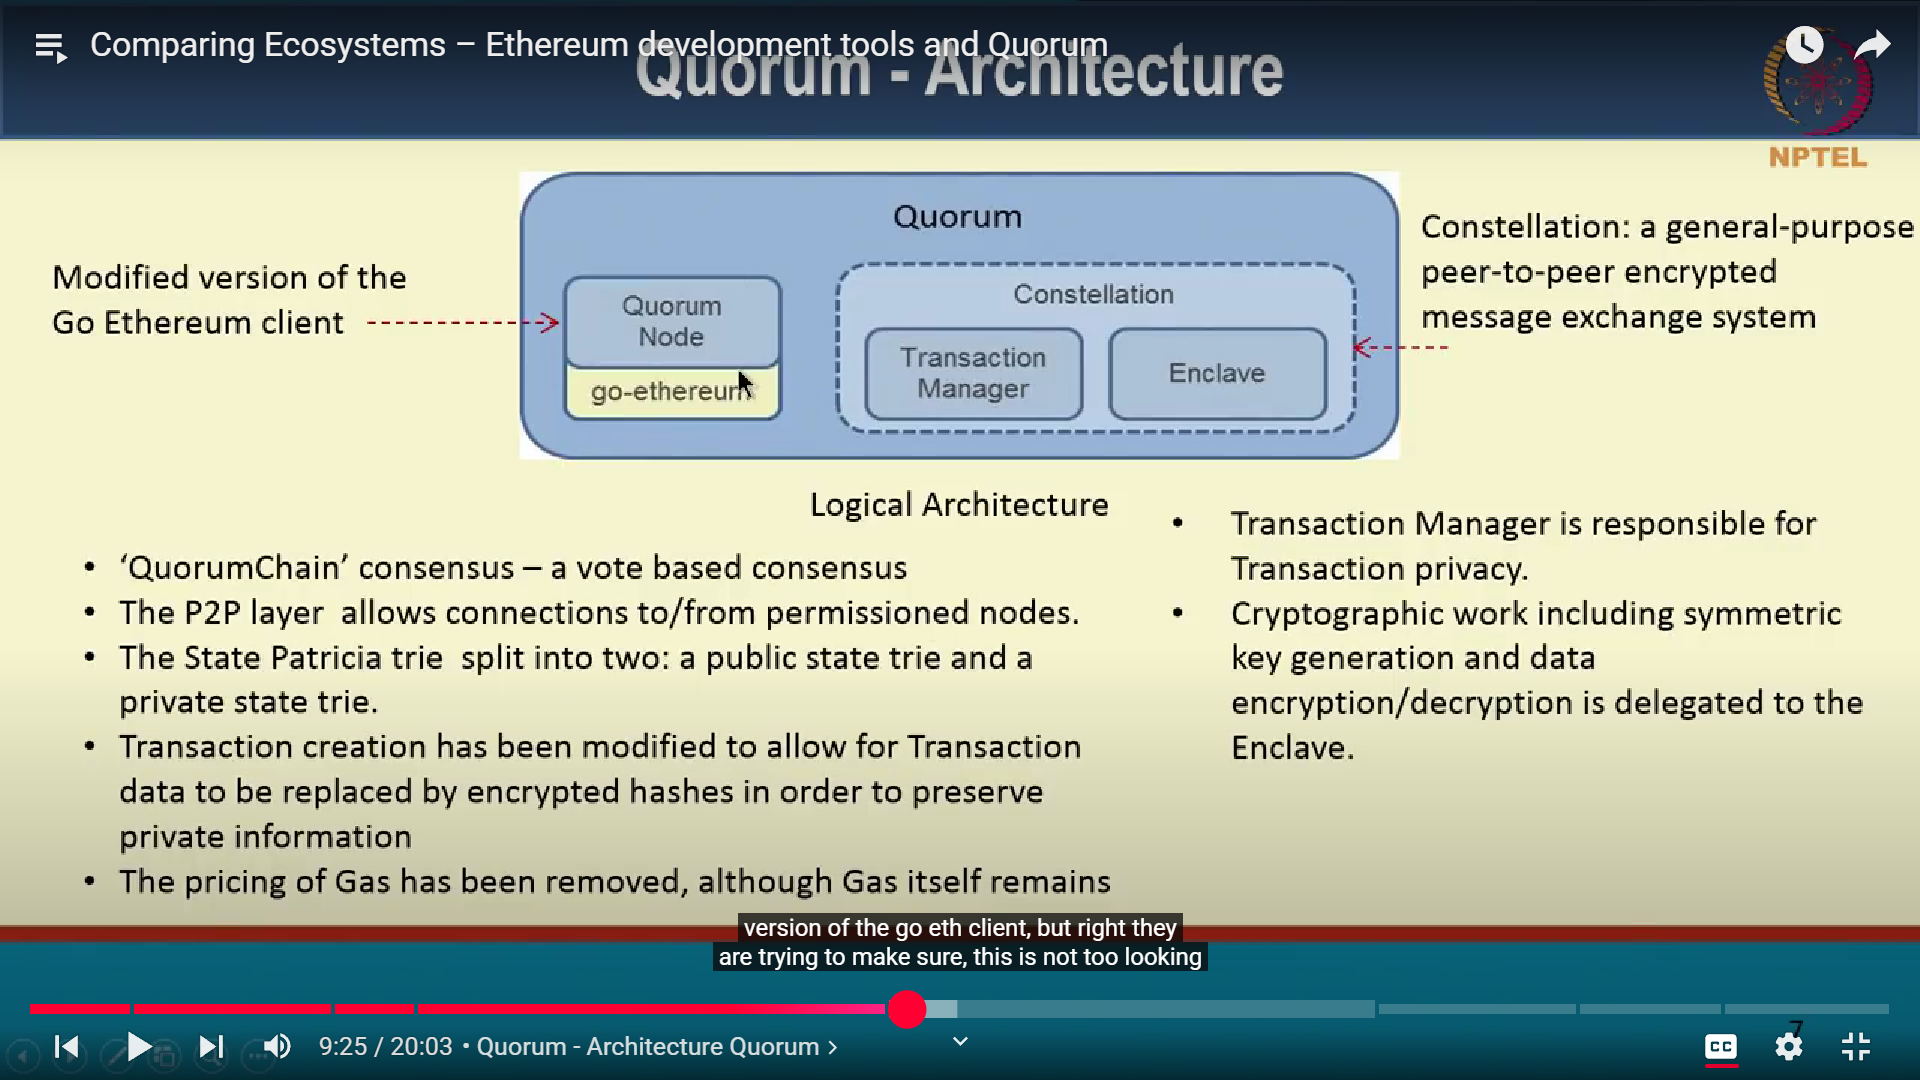 Comparing Ecosystems – Ethereum development tools and Quorum
Quorum - Architecture
NPTEL
Quorum
Modified version of the
Go Ethereum client
Quorum
Node
go-ethereum
Constellation
Transaction
Manager
Enclave
Constellation: a general-purpose
peer-to-peer encrypted
message exchange system
Logical Architecture
• ‘QuorumChain’ consensus – a vote based consensus
• The P2P layer allows connections to/from permissioned nodes.
• The State Patricia trie split into two: a public state trie and a
private state trie.
• Transaction creation has been modified to allow for Transaction
data to be replaced by encrypted hashes in order to preserve
private information
• The pricing of Gas has been removed, although Gas itself remains
• Transaction Manager is responsible for
Transaction privacy.
• Cryptographic work including symmetric
key generation and data
encryption/decryption is delegated to the
Enclave.
version of the go eth client, but right they
are trying to make sure, this is not too looking
7
9:25 / 20:03 • Quorum - Architecture Quorum
CC